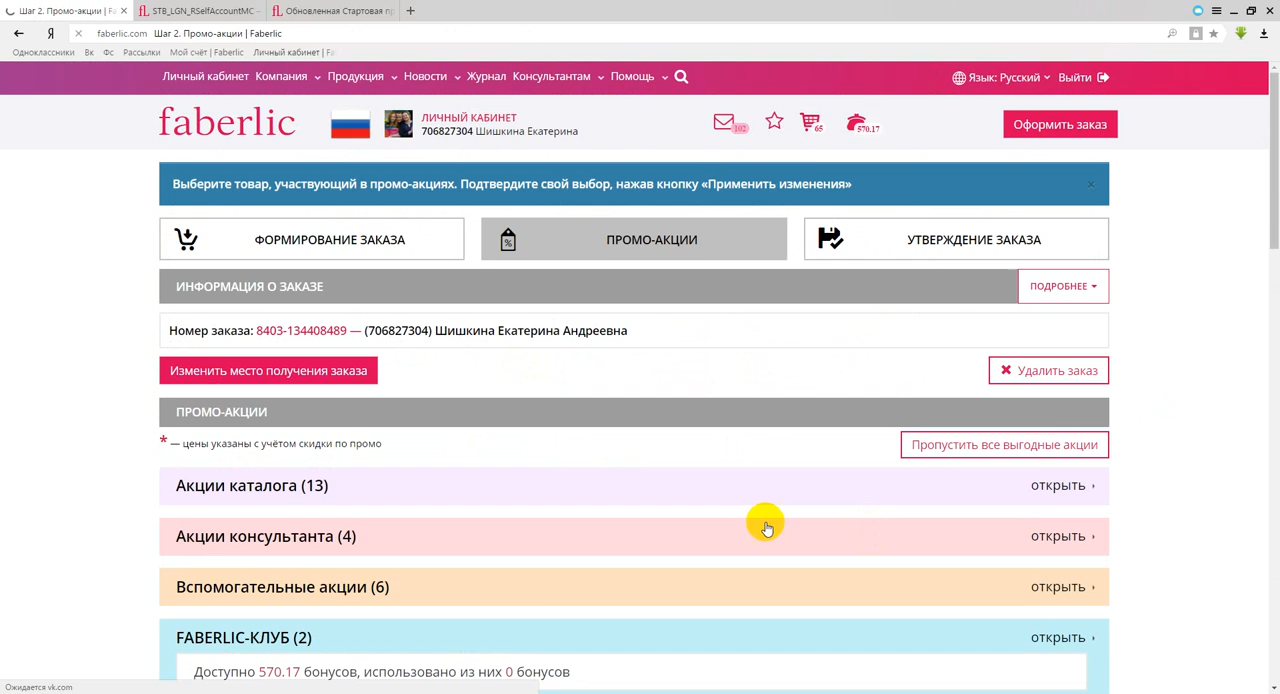 Шаг 2. Промо-акции | Fa
STB_LGN_RSelfAccountMC -
Обновленная Стартовая пр
faberlic.com Шаг 2. Промо-акции | Faberlic
Одноклассники Вк Фс Рассылки Мой счёт | Faberlic Личный кабинет | Fa
Личный кабинет Компания Продукция Новости Журнал Консультантам Помощь Язык: Русский Выйти
faberlic
ЛИЧНЫЙ КАБИНЕТ
706827304 Шишкина Екатерина
102
65
570.17
Оформить заказ
Выберите товар, участвующий в промо-акциях. Подтвердите свой выбор, нажав кнопку «Применить изменения» ×
ФОРМИРОВАНИЕ ЗАКАЗА
% ПРОМО-АКЦИИ
УТВЕРЖДЕНИЕ ЗАКАЗА
ИНФОРМАЦИЯ О ЗАКАЗЕ ПОДРОБНЕЕ
Номер заказа: 8403-134408489 — (706827304) Шишкина Екатерина Андреевна
Изменить место получения заказа
Удалить заказ
ПРОМО-АКЦИИ
* — цены указаны с учётом скидки по промо
Пропустить все выгодные акции
Акции каталога (13) открыть
Акции консультанта (4) открыть
Вспомогательные акции (6) открыть
FABERLIC-КЛУБ (2) открыть
Доступно 570.17 бонусов, использовано из них 0 бонусов
Ожидается vk.com